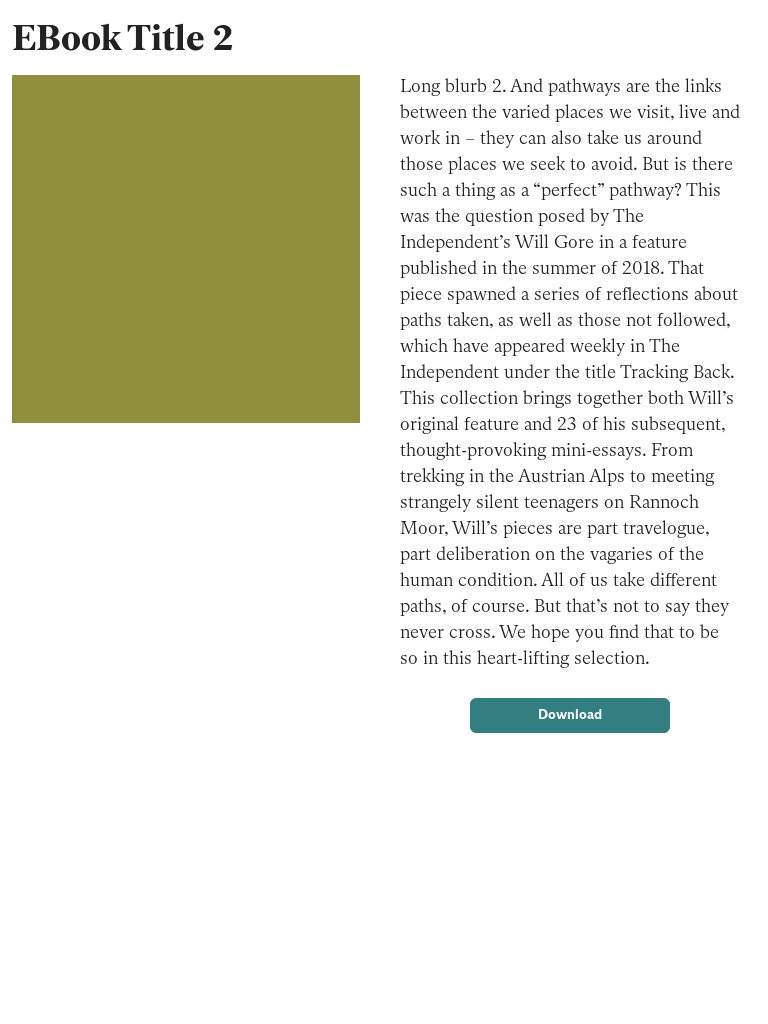 EBook Title 2
Long blurb 2. And pathways are the links
between the varied places we visit, live and
work in – they can also take us around
those places we seek to avoid. But is there
such a thing as a “perfect” pathway? This
was the question posed by The
Independent’s Will Gore in a feature
published in the summer of 2018. That
piece spawned a series of reflections about
paths taken, as well as those not followed,
which have appeared weekly in The
Independent under the title Tracking Back.
This collection brings together both Will’s
original feature and 23 of his subsequent,
thought-provoking mini-essays. From
trekking in the Austrian Alps to meeting
strangely silent teenagers on Rannoch
Moor, Will’s pieces are part travelogue,
part deliberation on the vagaries of the
human condition. All of us take different
paths, of course. But that’s not to say they
never cross. We hope you find that to be
so in this heart-lifting selection.
Download